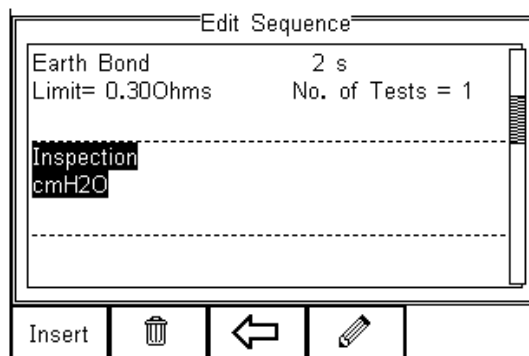 Edit Sequence
Earth Bond 2 s
Limit= 0.30Ohms No. of Tests = 1
Inspection
cmH2O
Insert